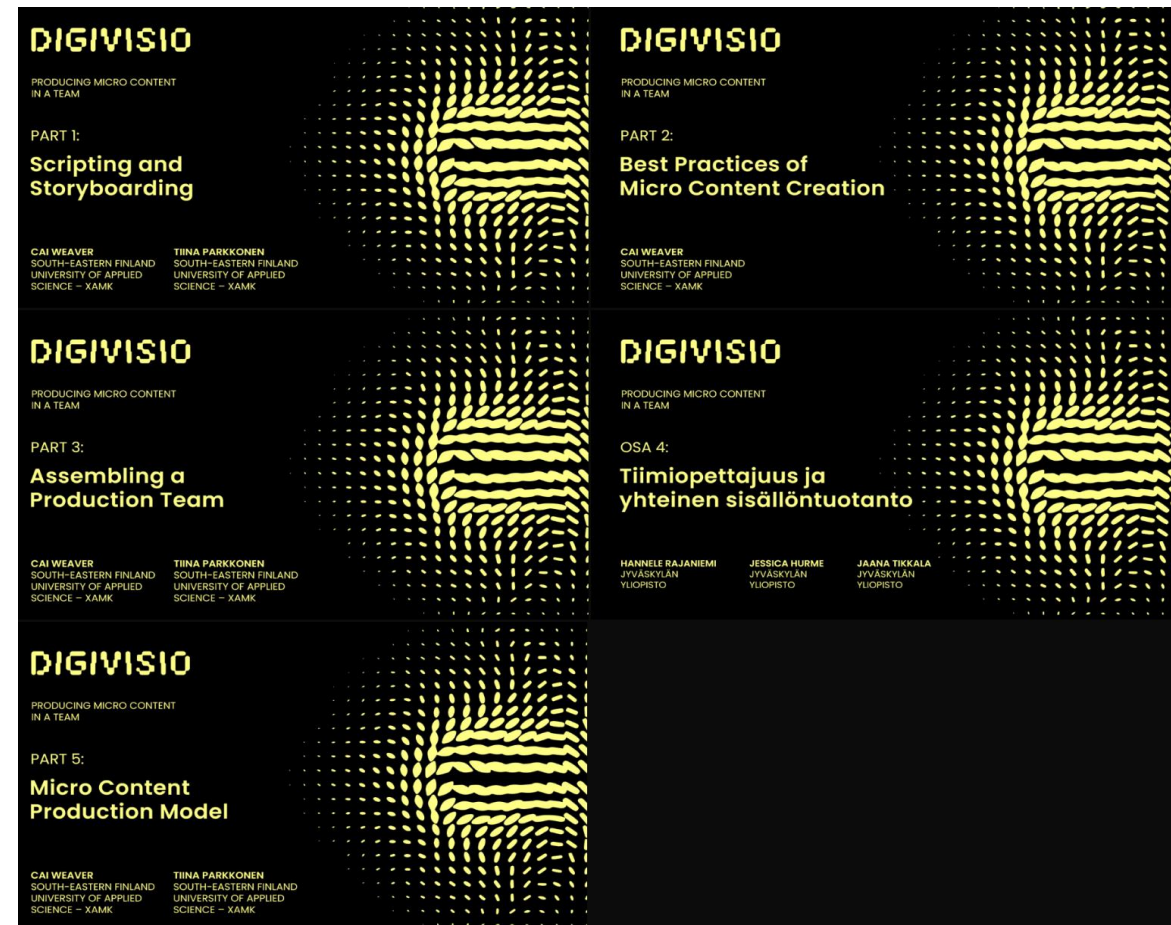 DIGIVISIO
PRODUCING MICRO CONTENT
IN A TEAM
PART 1:
Scripting and
Storyboarding
CAI WEAVER
SOUTH-EASTERN FINLAND
UNIVERSITY OF APPLIED
SCIENCE – XAMK
TIINA PARKKONEN
SOUTH-EASTERN FINLAND
UNIVERSITY OF APPLIED
SCIENCE – XAMK
DIGIVISIO
PRODUCING MICRO CONTENT
IN A TEAM
PART 2:
Best Practices of
Micro Content Creation
CAI WEAVER
SOUTH-EASTERN FINLAND
UNIVERSITY OF APPLIED
SCIENCE – XAMK
DIGIVISIO
PRODUCING MICRO CONTENT
IN A TEAM
PART 3:
Assembling a
Production Team
CAI WEAVER
SOUTH-EASTERN FINLAND
UNIVERSITY OF APPLIED
SCIENCE – XAMK
TIINA PARKKONEN
SOUTH-EASTERN FINLAND
UNIVERSITY OF APPLIED
SCIENCE – XAMK
DIGIVISIO
PRODUCING MICRO CONTENT
IN A TEAM
OSA 4:
Tiimiopettajuus ja
yhteinen sisällöntuotanto
HANNELE RAJANIEMI
JYVÄSKYLÄN
YLIOPISTO
JESSICA HURME
JYVÄSKYLÄN
YLIOPISTO
JAANA TIKKALA
JYVÄSKYLÄN
YLIOPISTO
DIGIVISIO
PRODUCING MICRO CONTENT
IN A TEAM
PART 5:
Micro Content
Production Model
CAI WEAVER
SOUTH-EASTERN FINLAND
UNIVERSITY OF APPLIED
SCIENCE – XAMK
TIINA PARKKONEN
SOUTH-EASTERN FINLAND
UNIVERSITY OF APPLIED
SCIENCE – XAMK